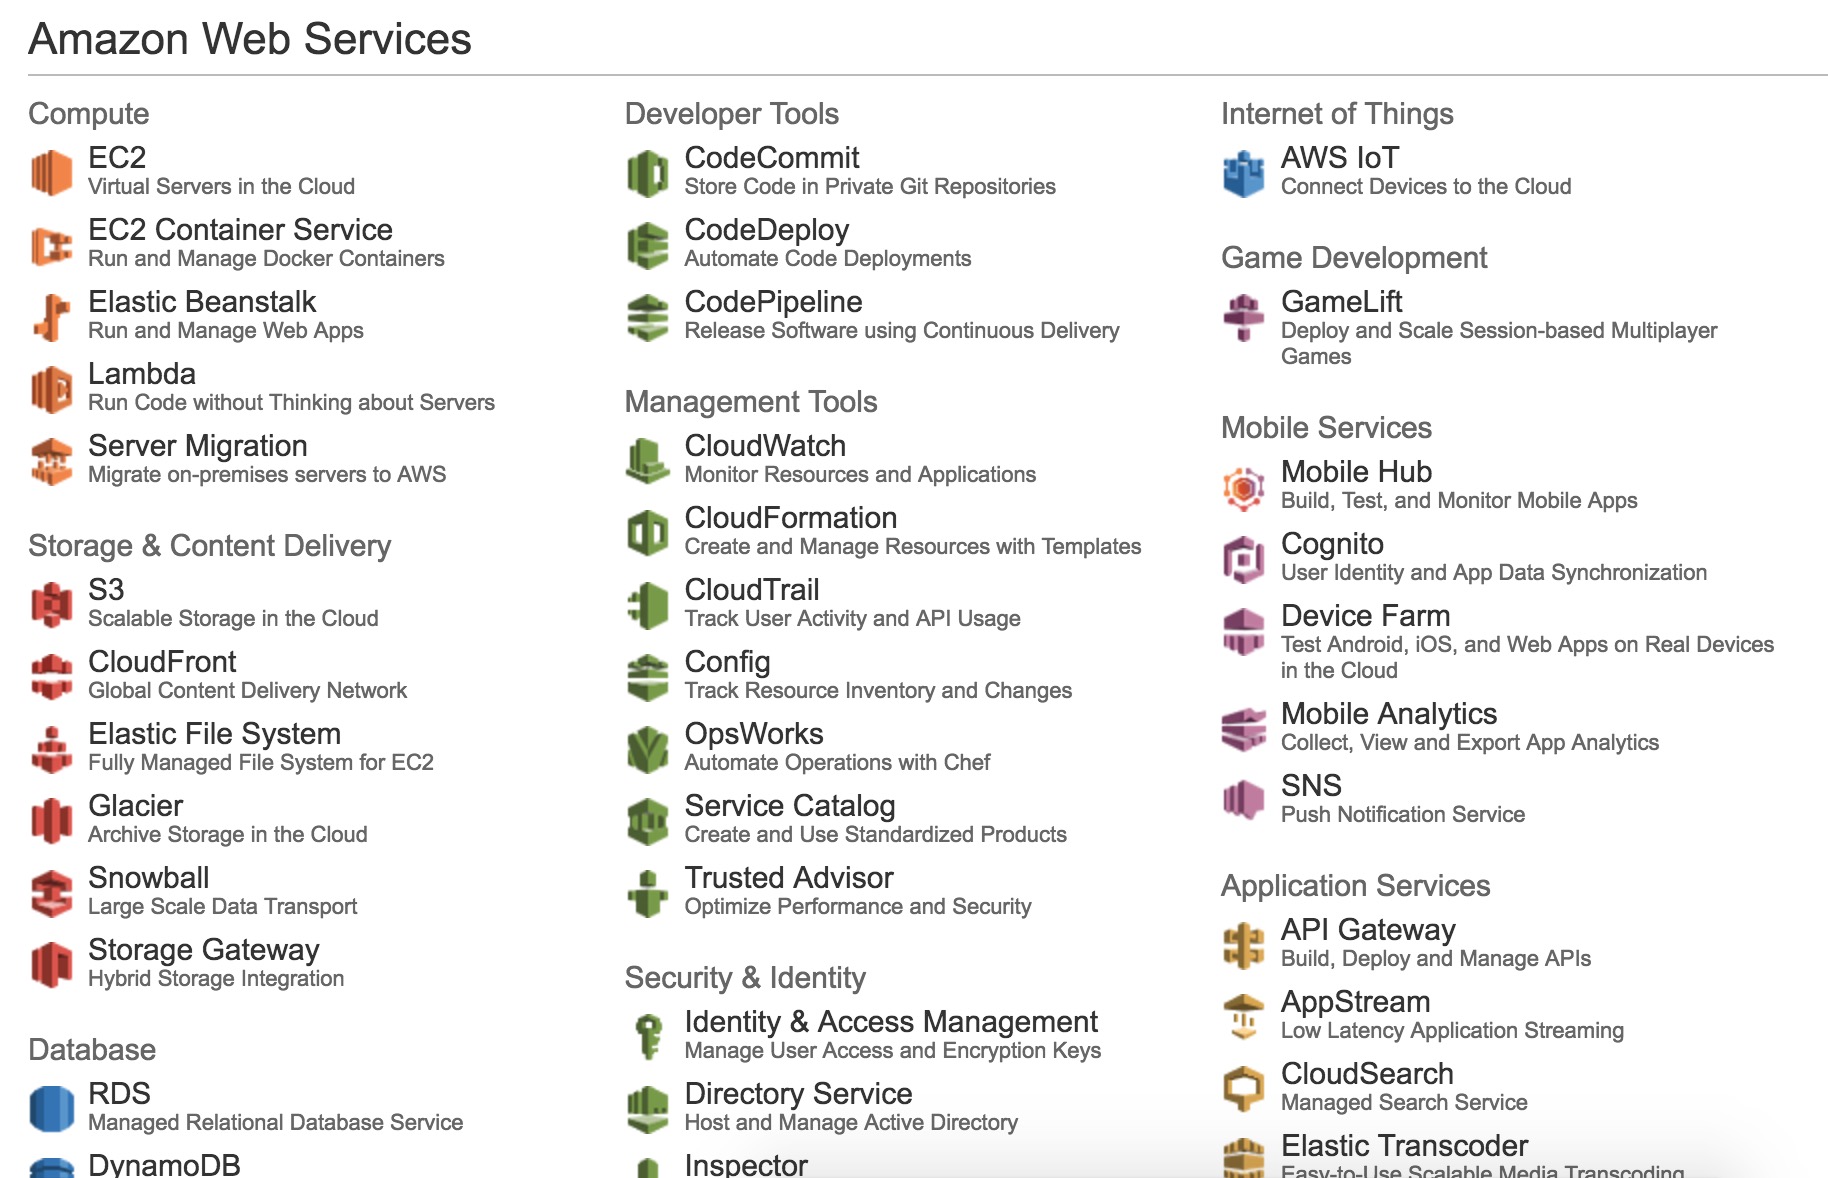 Amazon Web Services
Compute
EC2
Virtual Servers in the Cloud
EC2 Container Service
Run and Manage Docker Containers
Elastic Beanstalk
Run and Manage Web Apps
Lambda
Run Code without Thinking about Servers
Server Migration
Migrate on-premises servers to AWS
Storage & Content Delivery
S3
Scalable Storage in the Cloud
CloudFront
Global Content Delivery Network
Elastic File System
Fully Managed File System for EC2
Glacier
Archive Storage in the Cloud
Snowball
Large Scale Data Transport
Storage Gateway
Hybrid Storage Integration
Database
RDS
Managed Relational Database Service
DynamoDB
Developer Tools
CodeCommit
Store Code in Private Git Repositories
CodeDeploy
Automate Code Deployments
CodePipeline
Release Software using Continuous Delivery
Management Tools
CloudWatch
Monitor Resources and Applications
CloudFormation
Create and Manage Resources with Templates
CloudTrail
Track User Activity and API Usage
Config
Track Resource Inventory and Changes
OpsWorks
Automate Operations with Chef
Service Catalog
Create and Use Standardized Products
Trusted Advisor
Optimize Performance and Security
Security & Identity
Identity & Access Management
Manage User Access and Encryption Keys
Directory Service
Host and Manage Active Directory
Inspector
Internet of Things
AWS IoT
Connect Devices to the Cloud
Game Development
GameLift
Deploy and Scale Session-based Multiplayer
Games
Mobile Services
Mobile Hub
Build, Test, and Monitor Mobile Apps
Cognito
User Identity and App Data Synchronization
Device Farm
Test Android, iOS, and Web Apps on Real Devices
in the Cloud
Mobile Analytics
Collect, View and Export App Analytics
SNS
Push Notification Service
Application Services
API Gateway
Build, Deploy and Manage APIs
AppStream
Low Latency Application Streaming
CloudSearch
Managed Search Service
Elastic Transcoder
Easy-to-Use Scalable Media Transcoding